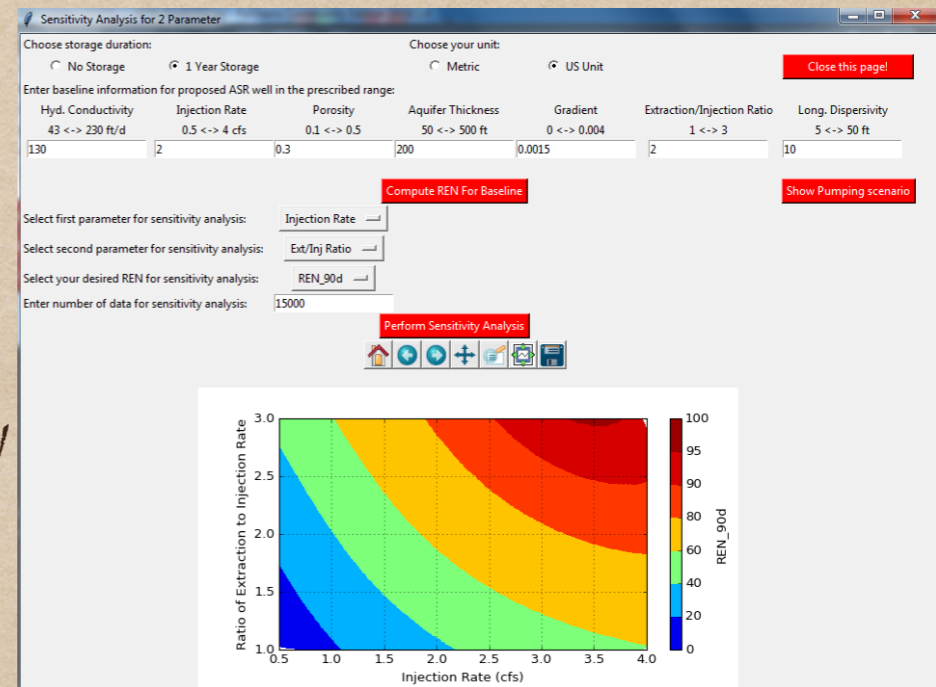 Sensitivity Analysis for 2 Parameter
Choose storage duration: Choose your unit:
No Storage 1 Year Storage Metric US Unit Close this page!
Enter baseline information for proposed ASR well in the prescribed range:
Hyd. Conductivity Injection Rate Porosity Aquifer Thickness Gradient Extraction/Injection Ratio Long. Dispersivity
43 <-> 230 ft/d 0.5 <-> 4 cfs 0.1 <-> 0.5 50 <-> 500 ft 0 <-> 0.004 1 <-> 3 5 <-> 50 ft
130 2 0.3 200 0.0015 2 10
Compute REN For Baseline Show Pumping scenario
Select first parameter for sensitivity analysis: Injection Rate
Select second parameter for sensitivity analysis: Ext/Inj Ratio
Select your desired REN for sensitivity analysis: REN_90d
Enter number of data for sensitivity analysis: 15000
Perform Sensitivity Analysis
Ratio of Extraction to Injection Rate
3.0
2.5
2.0
1.5
1.0
0.5 1.0 1.5 2.0 2.5 3.0 3.5 4.0
Injection Rate (cfs)
100
95
90
80
60
40
20
0
REN_90d